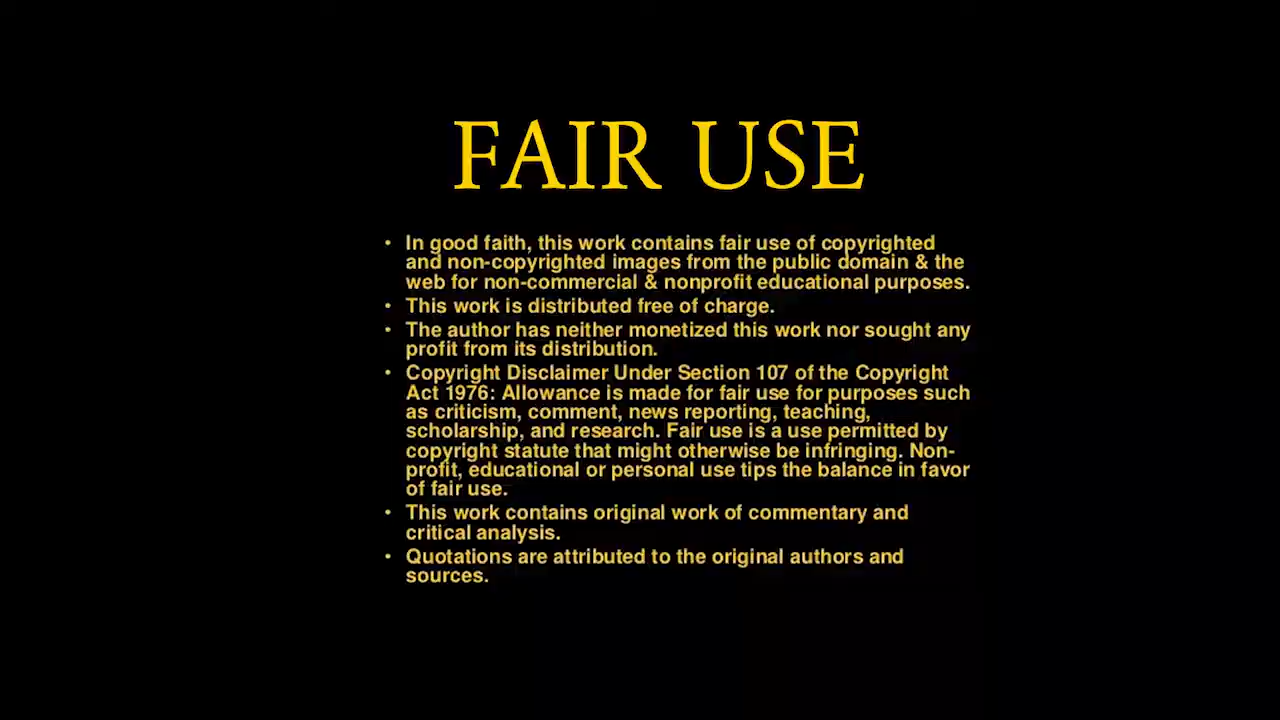 FAIR USE
• In good faith, this work contains fair use of copyrighted
and non-copyrighted images from the public domain & the
web for non-commercial & nonprofit educational purposes.
• This work is distributed free of charge.
• The author has neither monetized this work nor sought any
profit from its distribution.
• Copyright Disclaimer Under Section 107 of the Copyright
Act 1976: Allowance is made for fair use for purposes such
as criticism, comment, news reporting, teaching,
scholarship, and research. Fair use is a use permitted by
copyright statute that might otherwise be infringing. Non-
profit, educational or personal use tips the balance in favor
of fair use.
• This work contains original work of commentary and
critical analysis.
• Quotations are attributed to the original authors and
sources.